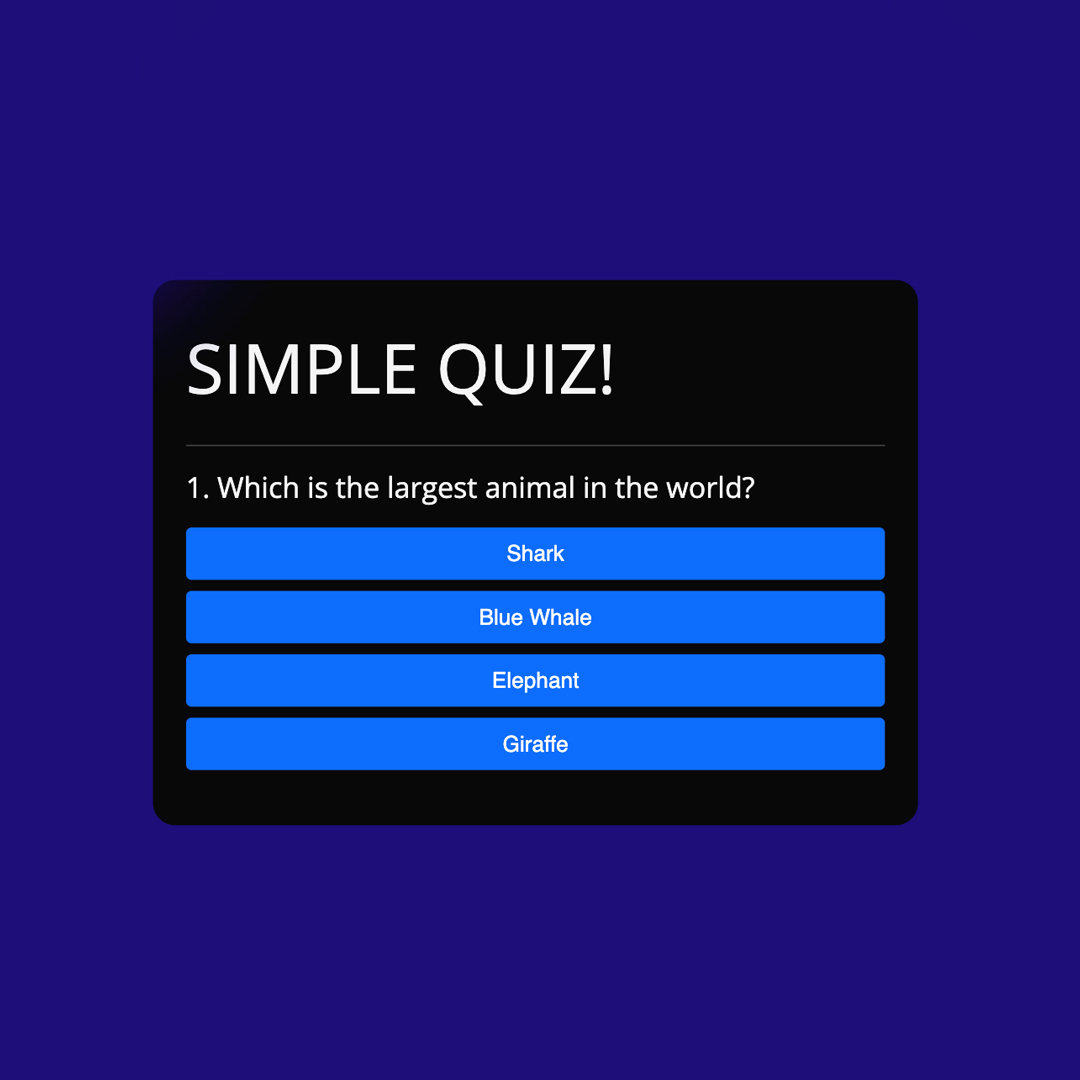 SIMPLE QUIZ!
1. Which is the largest animal in the world?
Shark
Blue Whale
Elephant
Giraffe